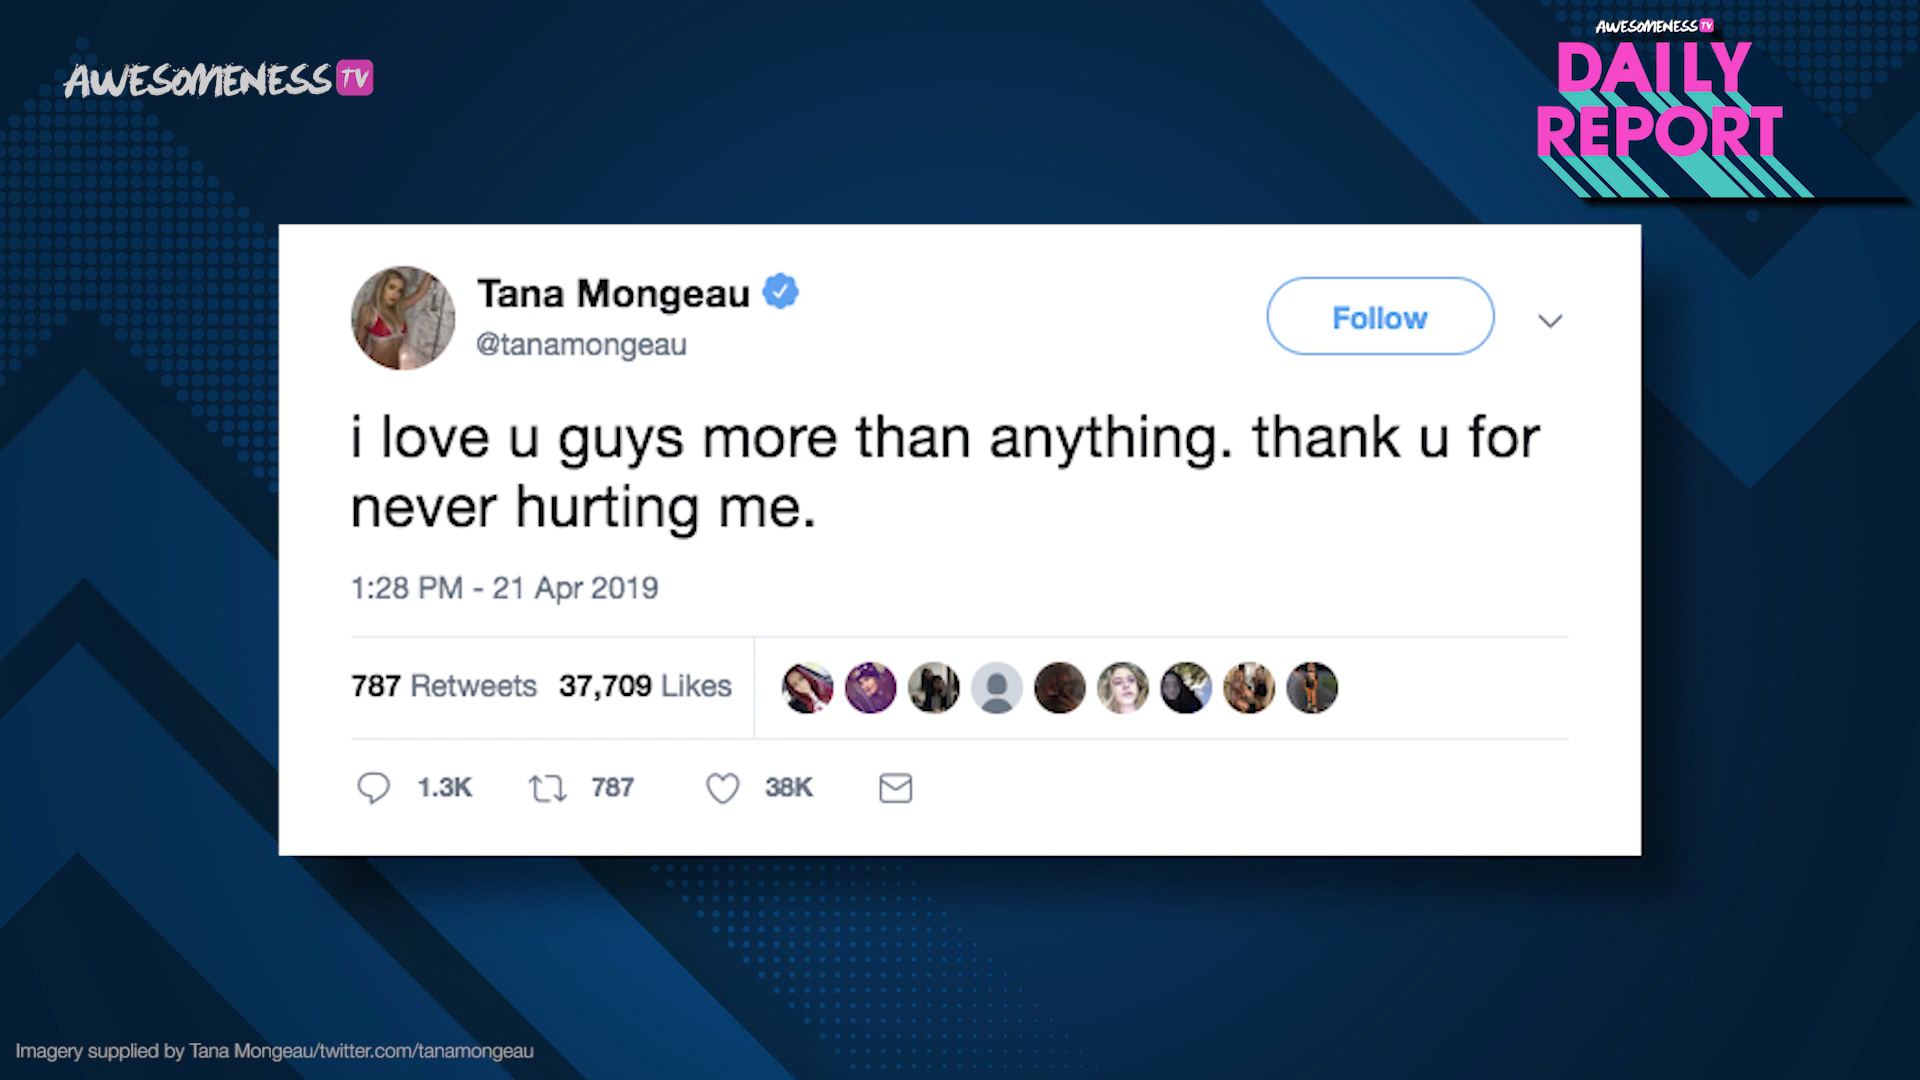 AWESOMENESS TV
AWESOMENESS TV
DAILY
REPORT
Tana Mongeau
@tanamongeau
Follow
i love u guys more than anything. thank u for
never hurting me.
1:28 PM - 21 Apr 2019
787 Retweets 37,709 Likes
1.3K 787 38K
Imagery supplied by Tana Mongeau/twitter.com/tanamongeau